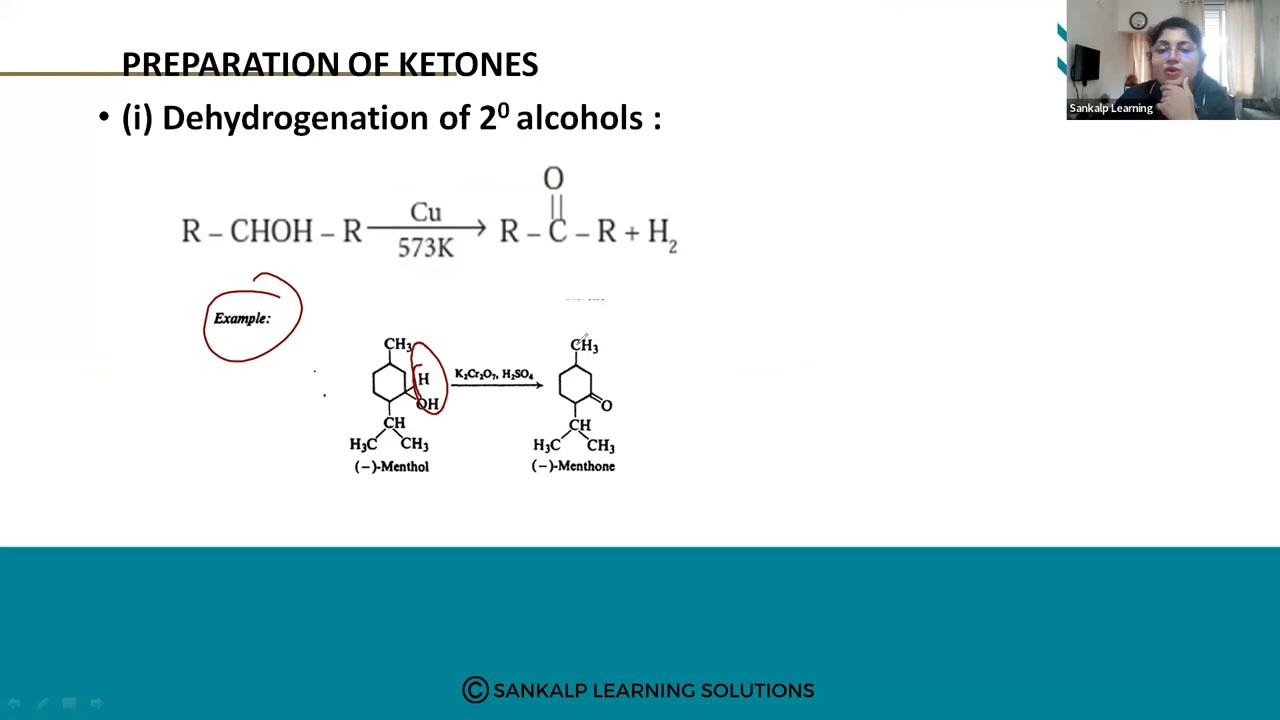 PREPARATION OF KETONES
• (i) Dehydrogenation of 2⁰ alcohols :
O
R – CHOH – R Cu 573K R – C – R + H₂
Example:
CH₃ CH₃
H K₂Cr₂O₇, H₂SO₄
OH O
CH CH
H₃C CH₃ H₃C CH₃
(−)-Menthol (−)-Menthone
Sankalp Learning
© SANKALP LEARNING SOLUTIONS